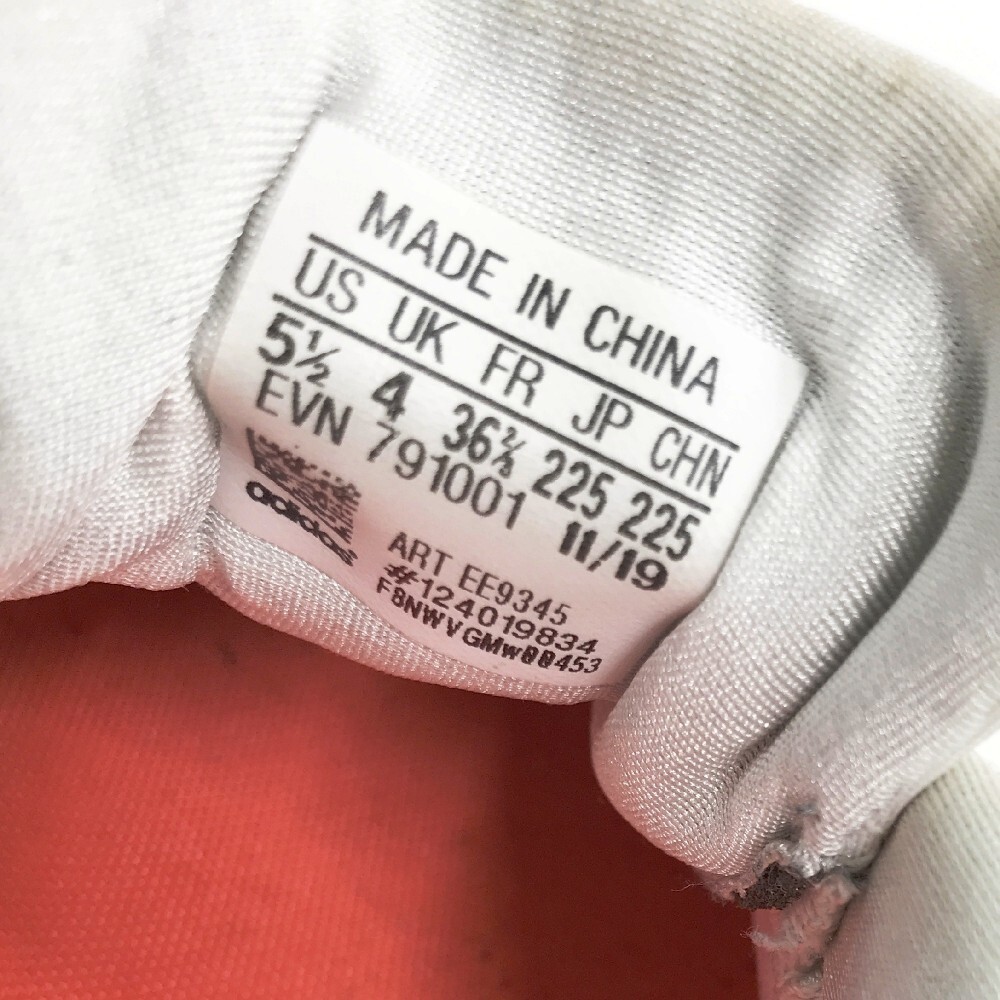 MADE IN CHINA
US UK FR JP CHN
5½ 4 36⅔ 225 225
EVN 791001 11/19
adidas
ART EE9345
#124019834
F8NWVGMW00453